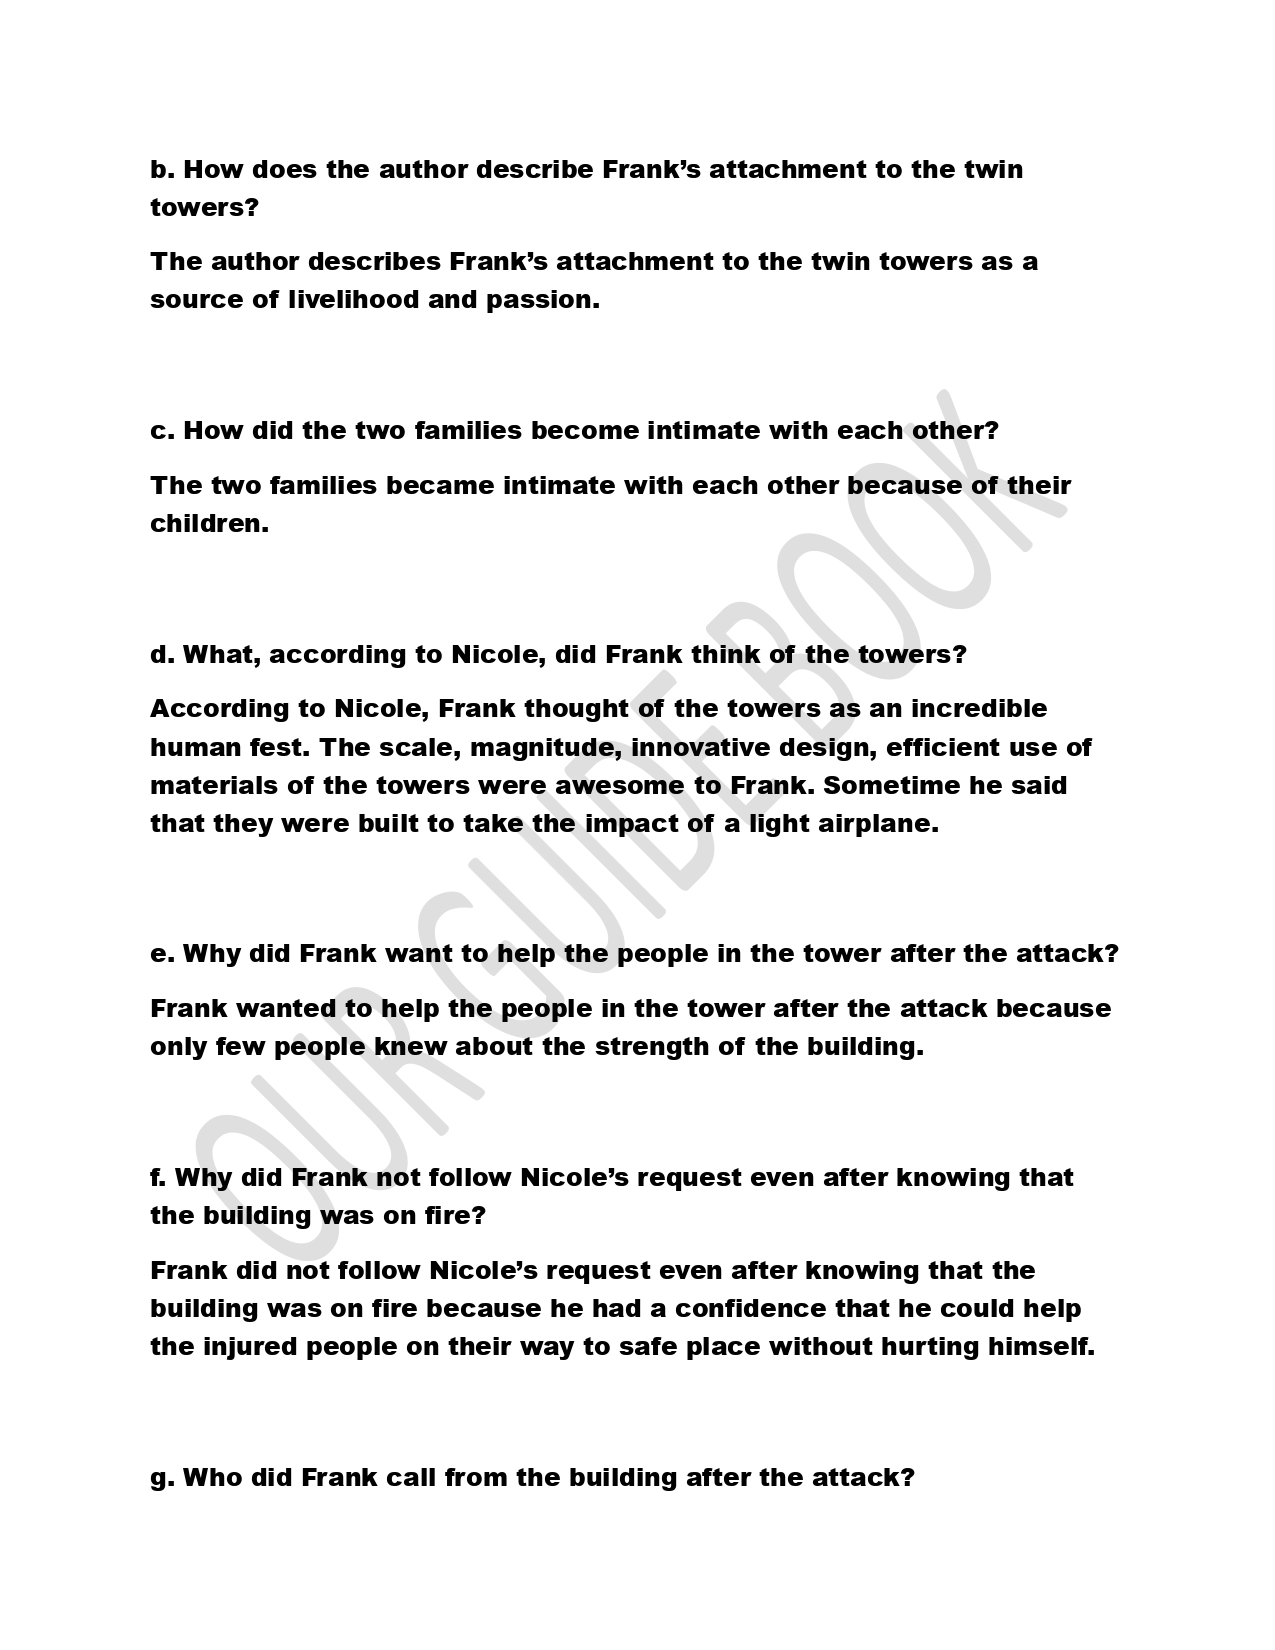 b. How does the author describe Frank’s attachment to the twin
towers?
The author describes Frank’s attachment to the twin towers as a
source of livelihood and passion.
c. How did the two families become intimate with each other?
The two families became intimate with each other because of their
children.
d. What, according to Nicole, did Frank think of the towers?
According to Nicole, Frank thought of the towers as an incredible
human fest. The scale, magnitude, innovative design, efficient use of
materials of the towers were awesome to Frank. Sometime he said
that they were built to take the impact of a light airplane.
e. Why did Frank want to help the people in the tower after the attack?
Frank wanted to help the people in the tower after the attack because
only few people knew about the strength of the building.
f. Why did Frank not follow Nicole’s request even after knowing that
the building was on fire?
Frank did not follow Nicole’s request even after knowing that the
building was on fire because he had a confidence that he could help
the injured people on their way to safe place without hurting himself.
g. Who did Frank call from the building after the attack?
OUR GUIDE BOOK